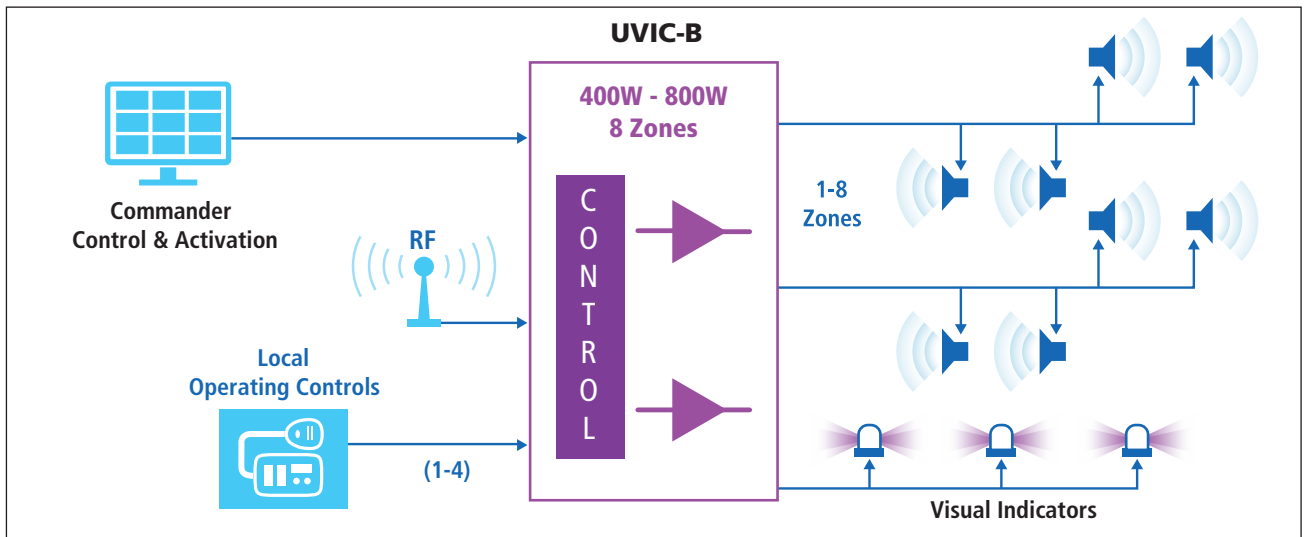 UVIC-B
400W - 800W
8 Zones
CONTROL
Commander
Control & Activation
RF
Local
Operating Controls
(1-4)
1-8
Zones
Visual Indicators